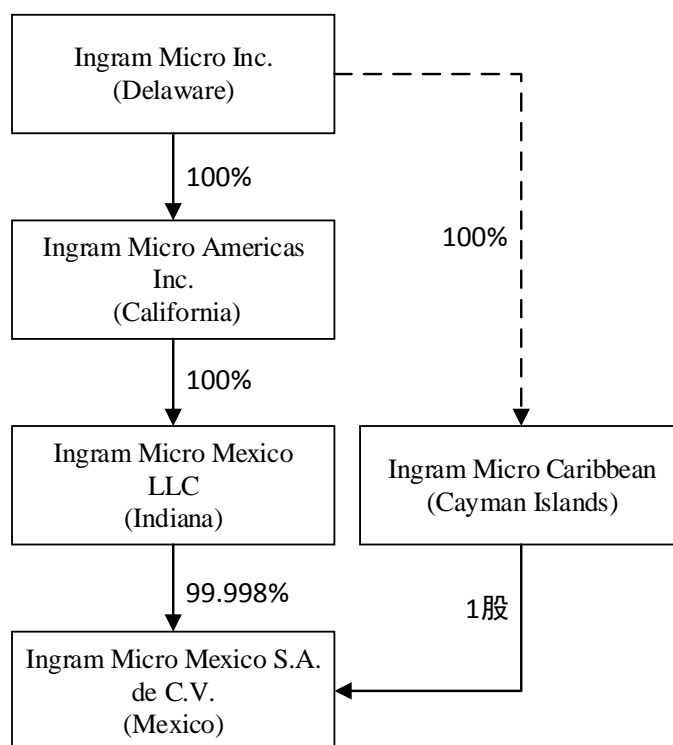 Ingram Micro Inc.
(Delaware)
100%
Ingram Micro Americas
Inc.
(California)
100%
100%
Ingram Micro Mexico
LLC
(Indiana)
Ingram Micro Caribbean
(Cayman Islands)
99.998%
1股
Ingram Micro Mexico S.A.
de C.V.
(Mexico)